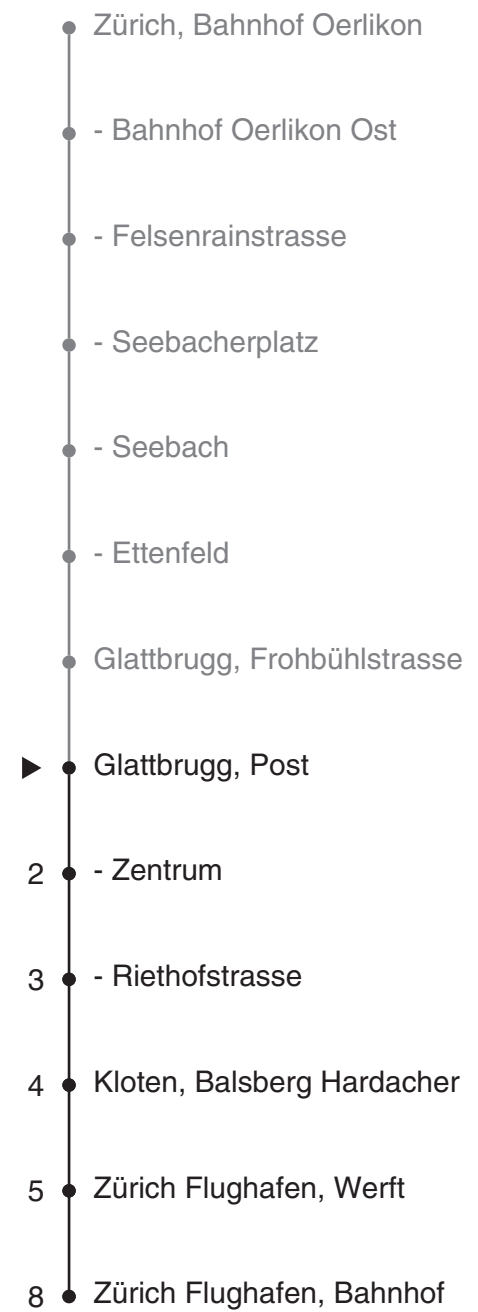 Zürich, Bahnhof Oerlikon
- Bahnhof Oerlikon Ost
- Felsenrainstrasse
- Seebacherplatz
- Seebach
- Ettenfeld
Glattbrugg, Frohbühlstrasse
Glattbrugg, Post
2 - Zentrum
3 - Riethofstrasse
4 Kloten, Balsberg Hardacher
5 Zürich Flughafen, Werft
8 Zürich Flughafen, Bahnhof